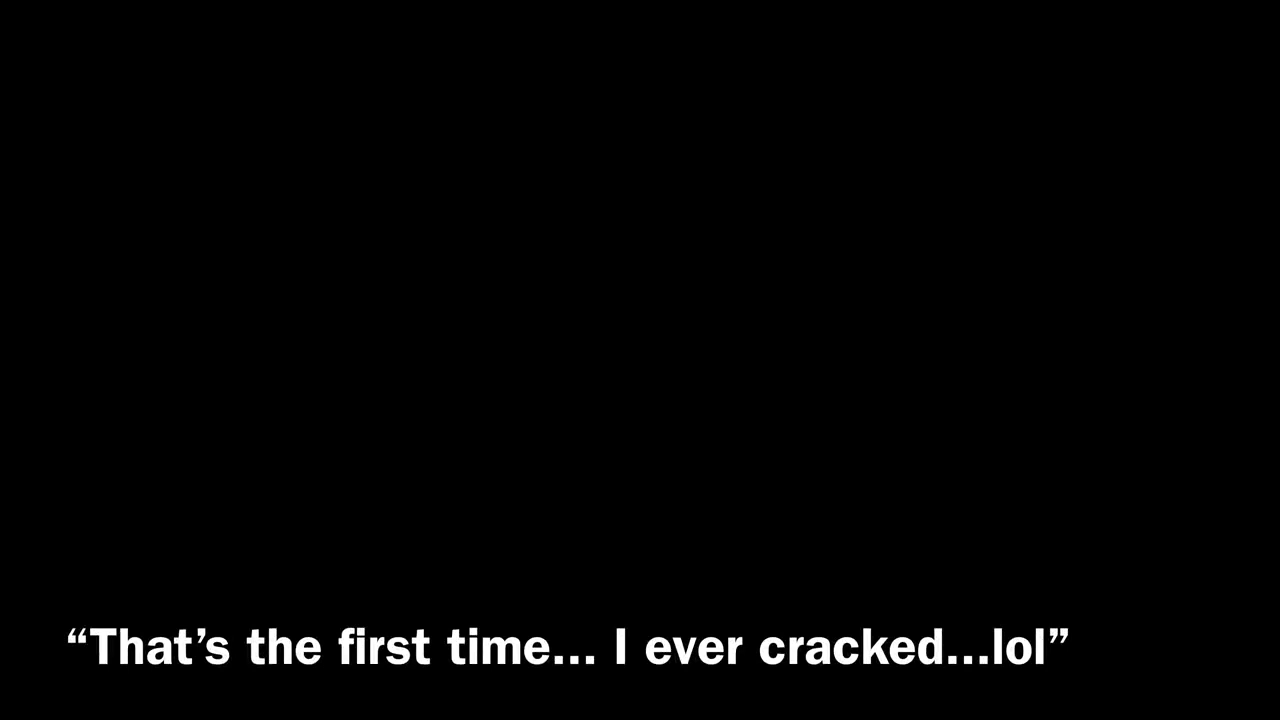 “That’s the first time... I ever cracked...lol”